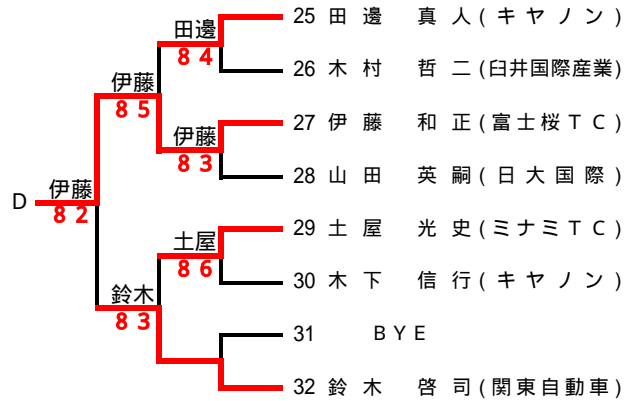 25 田邊 真人 (キヤノン)
田邊
8 4
26 木村 哲二 (臼井国際産業)
伊藤
8 5
27 伊藤 和正 (富士桜TC)
伊藤
8 3
28 山田 英嗣 (日大国際)
D
伊藤
8 2
29 土屋 光史 (ミナミTC)
土屋
8 6
30 木下 信行 (キヤノン)
鈴木
8 3
31 BYE
32 鈴木 啓司 (関東自動車)